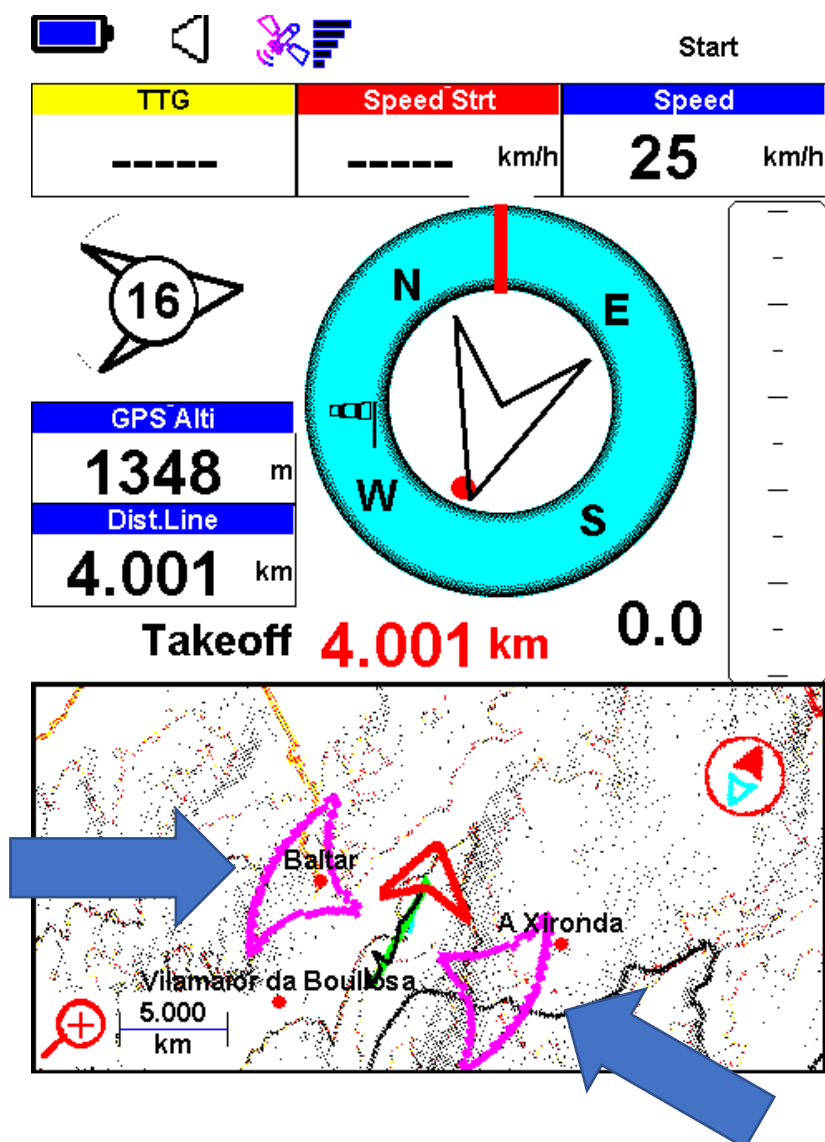 Start
TTG
Speed Strt
Speed
-----
----- km/h
25 km/h
16
N
E
W
S
GPS Alti
1348 m
Dist.Line
4.001 km
Takeoff 4.001 km
0.0
Baltar
A Xironda
Vilamaior da Boullosa
5.000
km